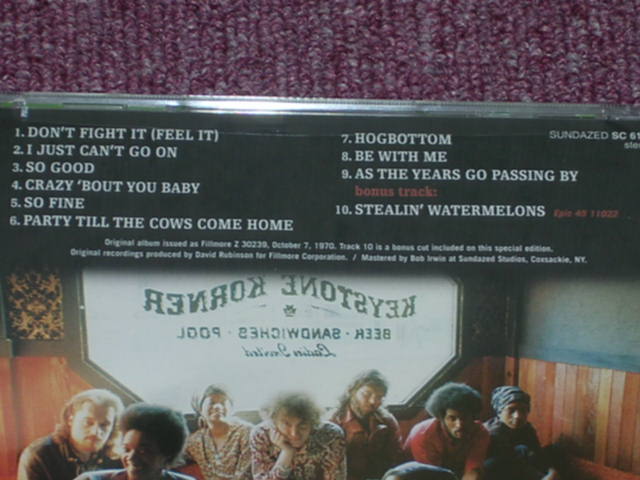 1. DON'T FIGHT IT (FEEL IT)
2. I JUST CAN'T GO ON
3. SO GOOD
4. CRAZY 'BOUT YOU BABY
5. SO FINE
6. PARTY TILL THE COWS COME HOME
7. HOGBOTTOM
8. BE WITH ME
9. AS THE YEARS GO PASSING BY
bonus track:
10. STEALIN' WATERMELONS Epic 45 11022
SUNDAZED SC 61
ste
Original album issued as Fillmore Z 30239, October 7, 1970. Track 10 is a bonus cut included on this special edition.
Original recordings produced by David Rubinson for Fillmore Corporation. / Mastered by Bob Irwin at Sundazed Studios, Coxsackie, NY.
KEYSTONE KORNER
BEER · SANDWICHES · POOL
Ladies Invited